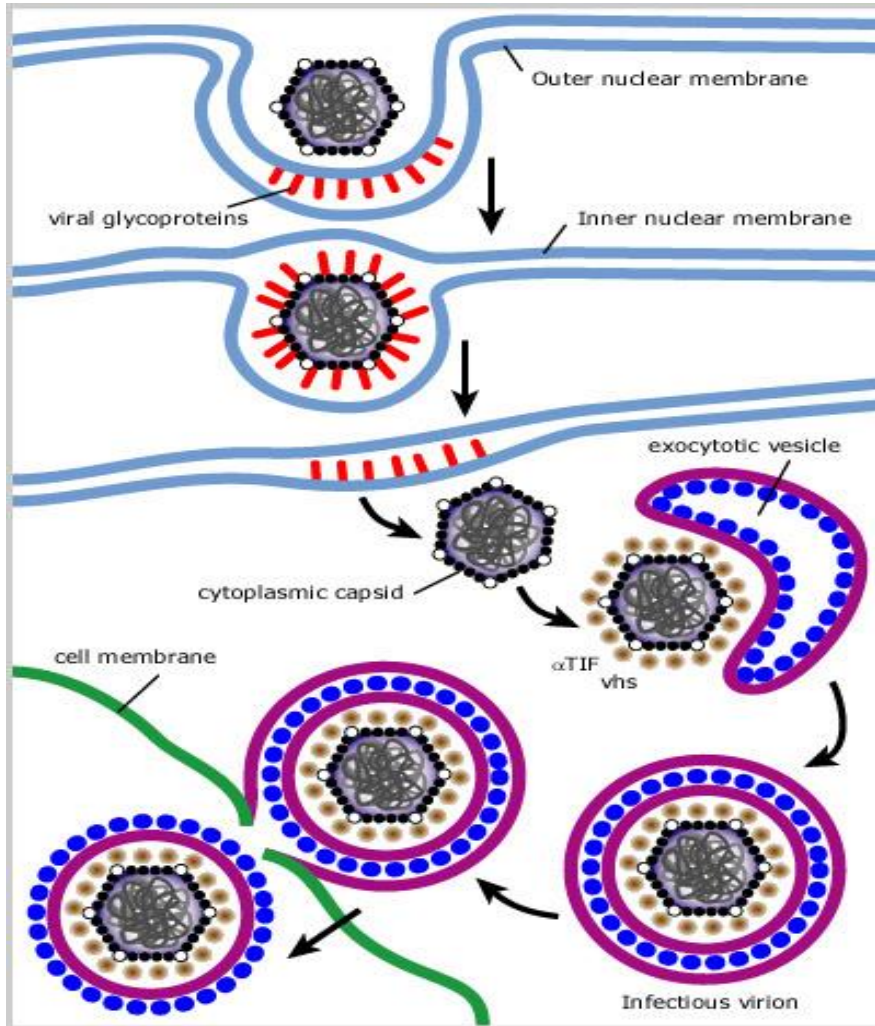 Outer nuclear membrane
viral glycoproteins
Inner nuclear membrane
exocytotic vesicle
cytoplasmic capsid
cell membrane
αTIF
vhs
Infectious virion